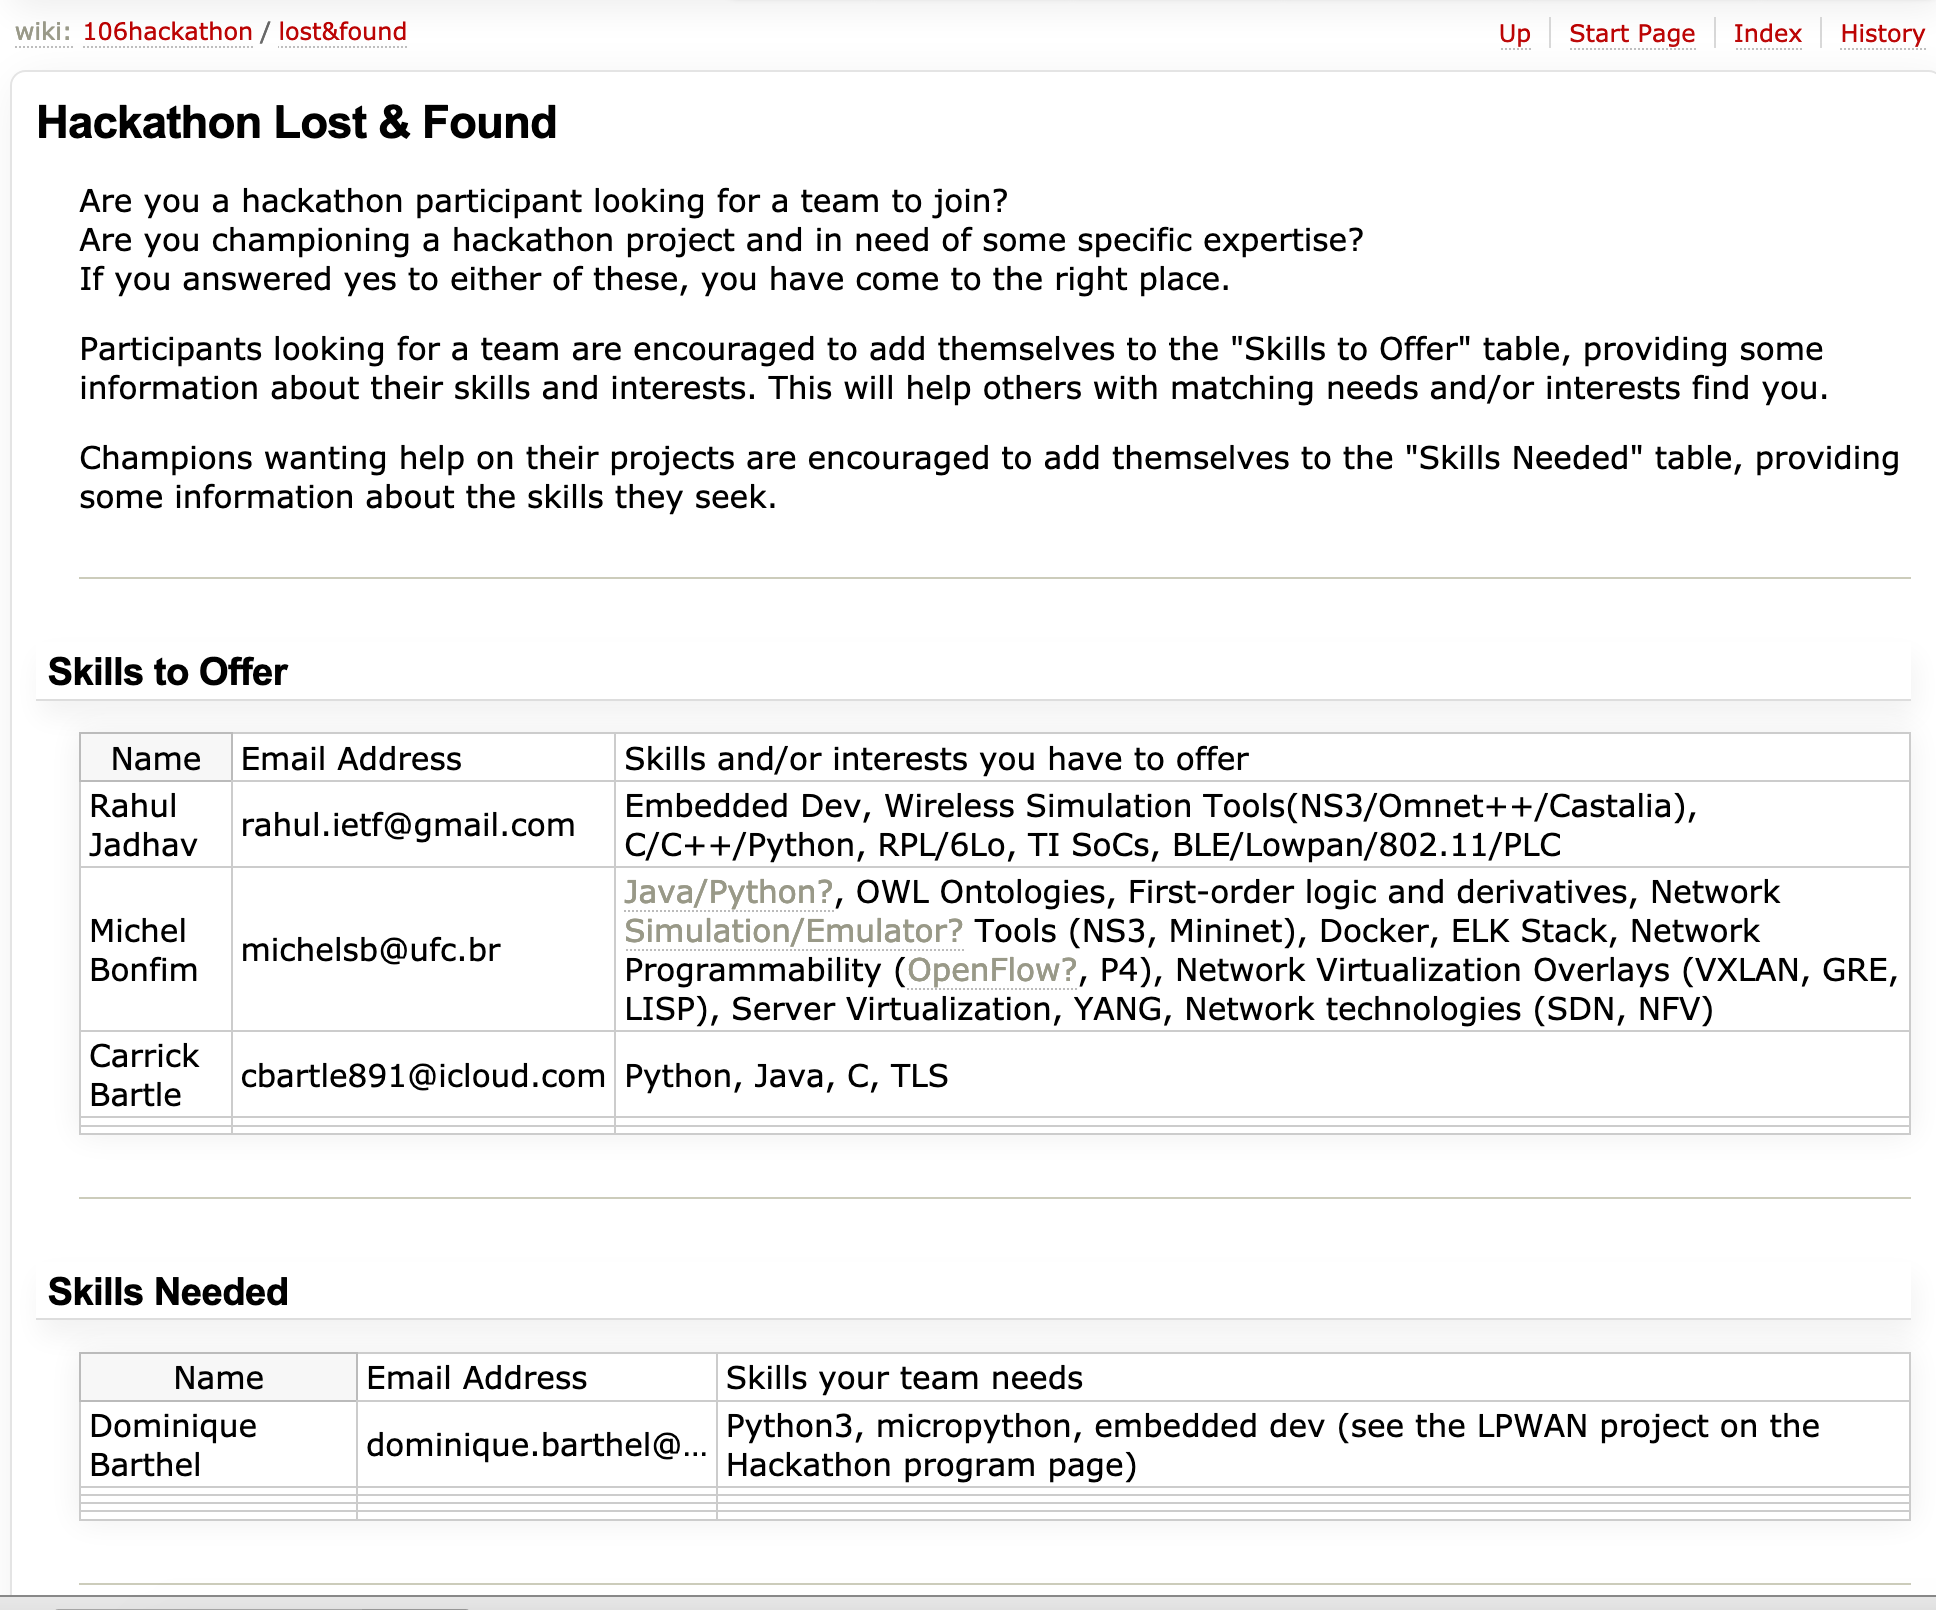 wiki: 106hackathon / lost&found
Up Start Page Index History
Hackathon Lost & Found
Are you a hackathon participant looking for a team to join?
Are you championing a hackathon project and in need of some specific expertise?
If you answered yes to either of these, you have come to the right place.
Participants looking for a team are encouraged to add themselves to the "Skills to Offer" table, providing some
information about their skills and interests. This will help others with matching needs and/or interests find you.
Champions wanting help on their projects are encouraged to add themselves to the "Skills Needed" table, providing
some information about the skills they seek.
Skills to Offer
Name Email Address Skills and/or interests you have to offer
Rahul
Jadhav
rahul.ietf@gmail.com
Embedded Dev, Wireless Simulation Tools(NS3/Omnet++/Castalia),
C/C++/Python, RPL/6Lo, TI SoCs, BLE/Lowpan/802.11/PLC
Michel
Bonfim
michelsb@ufc.br
Java/Python?, OWL Ontologies, First-order logic and derivatives, Network
Simulation/Emulator? Tools (NS3, Mininet), Docker, ELK Stack, Network
Programmability (OpenFlow?, P4), Network Virtualization Overlays (VXLAN, GRE,
LISP), Server Virtualization, YANG, Network technologies (SDN, NFV)
Carrick
Bartle
cbartle891@icloud.com
Python, Java, C, TLS
Skills Needed
Name Email Address Skills your team needs
Dominique
Barthel
dominique.barthel@...
Python3, micropython, embedded dev (see the LPWAN project on the
Hackathon program page)